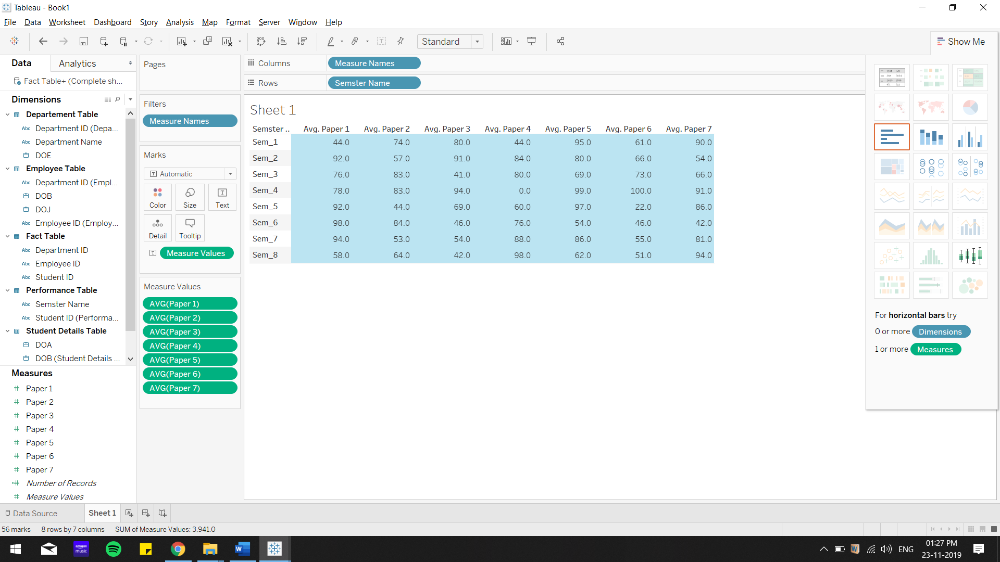 Tableau - Book1
File Data Worksheet Dashboard Story Analysis Map Format Server Window Help
Standard
Show Me
Data Analytics
Fact Table+ (Complete sh...
Dimensions
Departement Table
Abc Department ID (Depa...
Abc Department Name
DOE
Employee Table
Abc Department ID (Empl...
DOB
DOJ
Abc Employee ID (Employ...
Fact Table
Abc Department ID
Abc Employee ID
Abc Student ID
Performance Table
Abc Semster Name
Abc Student ID (Performa...
Student Details Table
DOA
DOB (Student Details ...
Measures
Paper 1
Paper 2
Paper 3
Paper 4
Paper 5
Paper 6
Paper 7
Number of Records
Measure Values
Pages
Filters
Measure Names
Marks
Automatic
Color Size Text
Detail Tooltip
Measure Values
Measure Values
AVG(Paper 1)
AVG(Paper 2)
AVG(Paper 3)
AVG(Paper 4)
AVG(Paper 5)
AVG(Paper 6)
AVG(Paper 7)
Columns Measure Names
Rows Semster Name
Sheet 1
Semster .. Avg. Paper 1 Avg. Paper 2 Avg. Paper 3 Avg. Paper 4 Avg. Paper 5 Avg. Paper 6 Avg. Paper 7
Sem_1 44.0 74.0 80.0 44.0 95.0 61.0 90.0
Sem_2 92.0 57.0 91.0 84.0 80.0 66.0 54.0
Sem_3 76.0 83.0 41.0 80.0 69.0 73.0 66.0
Sem_4 78.0 83.0 94.0 0.0 99.0 100.0 91.0
Sem_5 92.0 44.0 69.0 60.0 97.0 22.0 86.0
Sem_6 98.0 84.0 46.0 76.0 54.0 46.0 42.0
Sem_7 94.0 53.0 54.0 88.0 86.0 55.0 81.0
Sem_8 58.0 64.0 42.0 98.0 62.0 51.0 94.0
For horizontal bars try
0 or more Dimensions
1 or more Measures
Data Source Sheet 1
56 marks 8 rows by 7 columns SUM of Measure Values: 3,941.0
amazon music
ENG
01:27 PM
23-11-2019